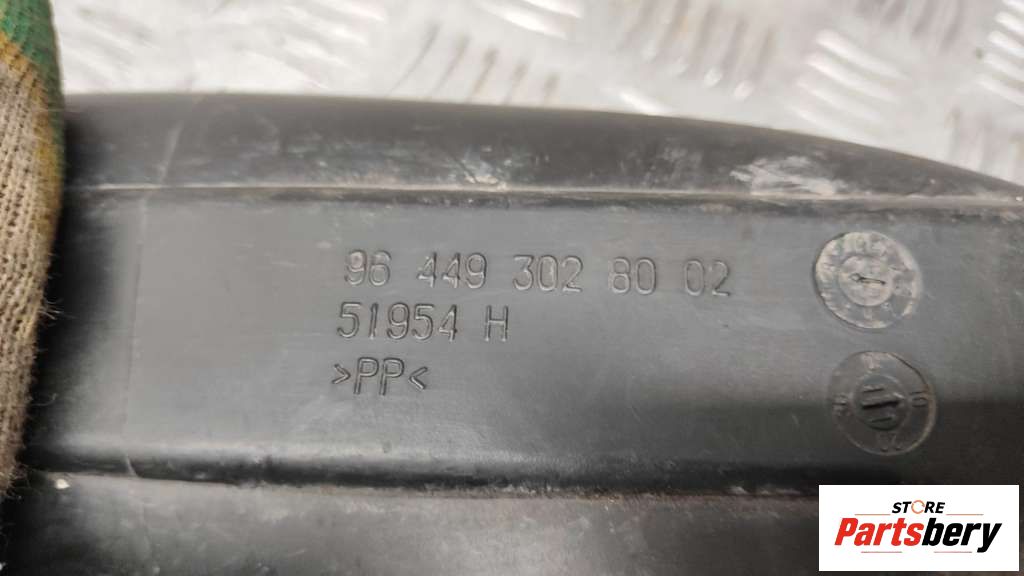 96 449 302 80 02
51954 H
>PP<
STORE
Partsbery